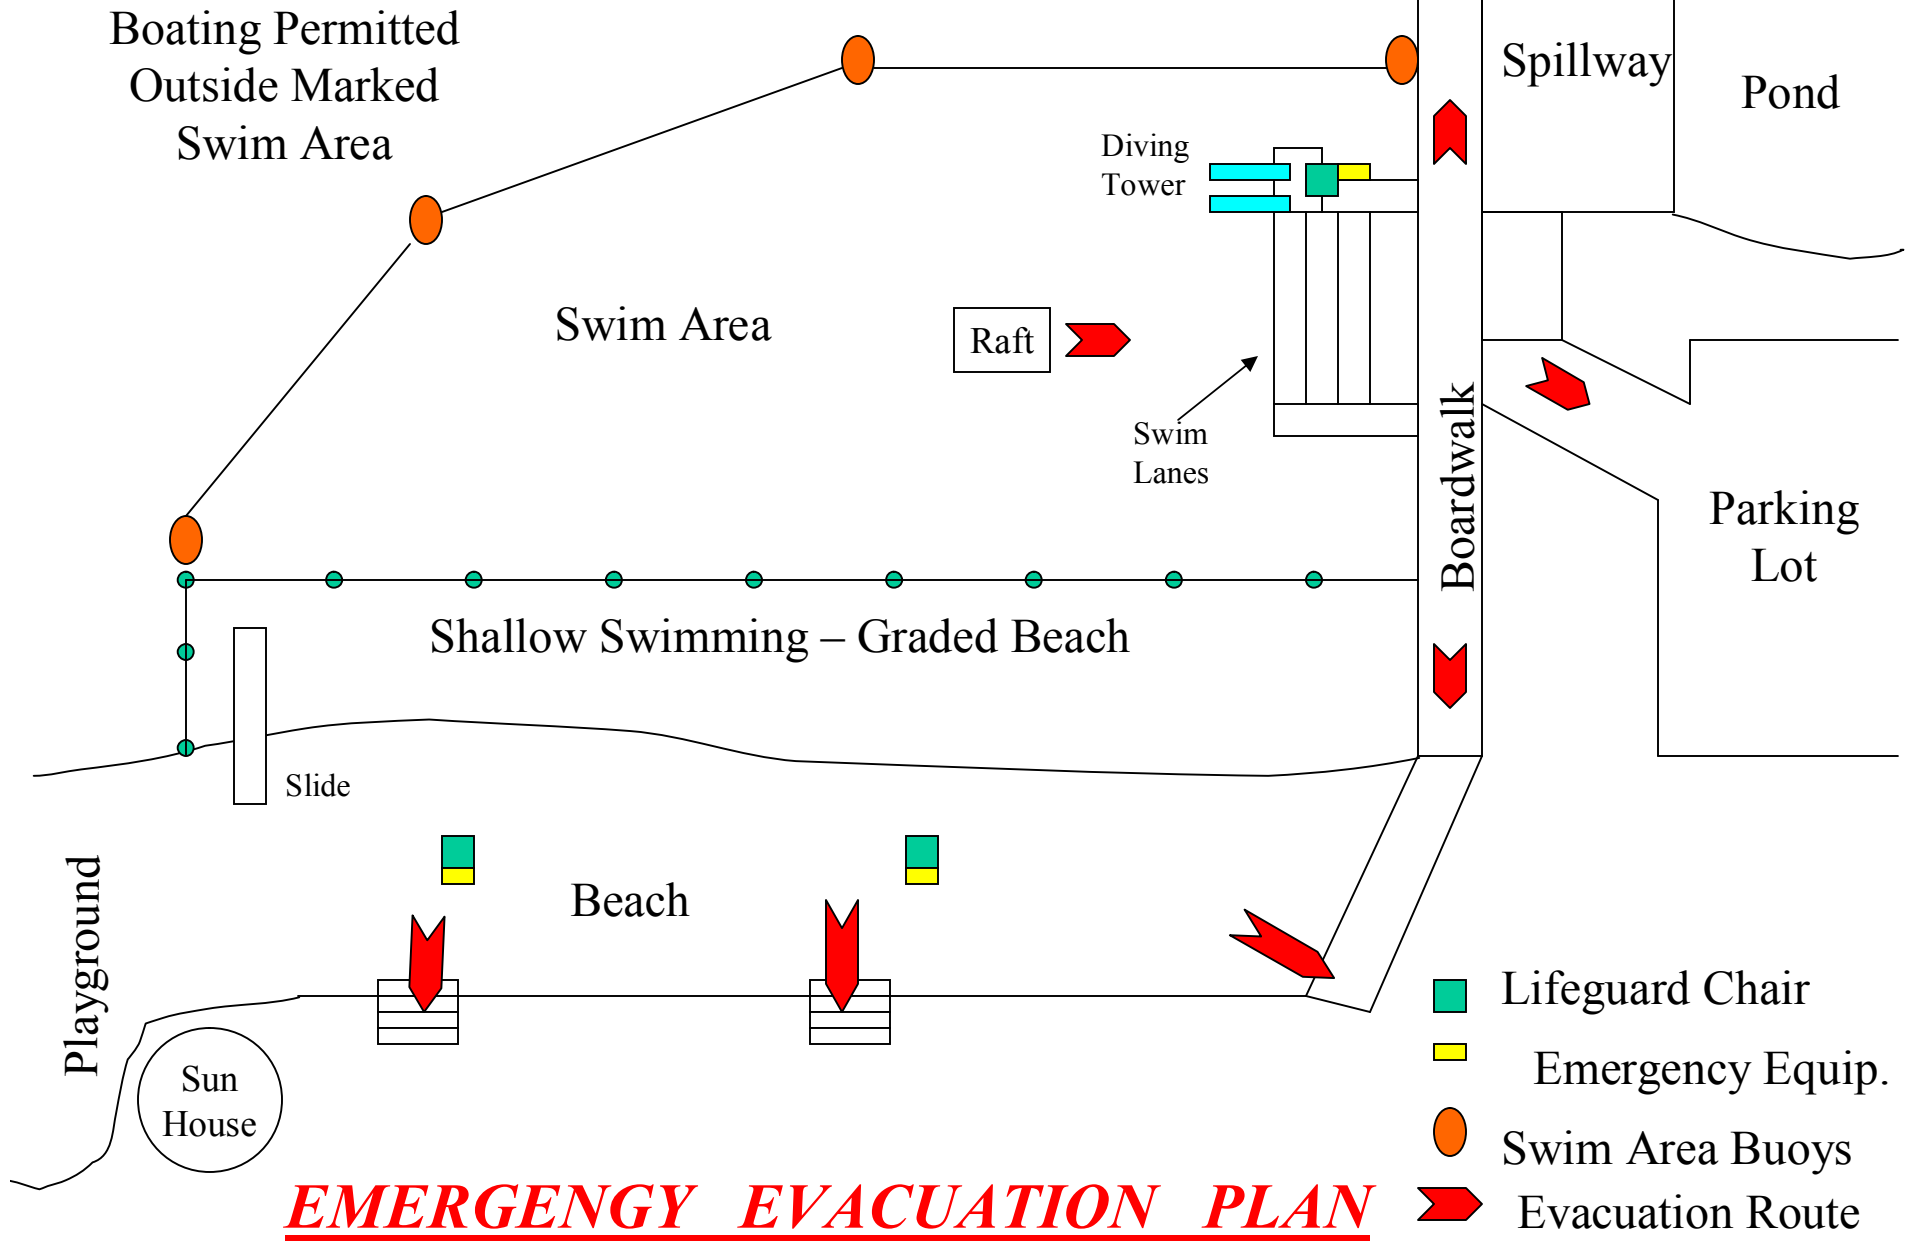 Boating Permitted
Outside Marked
Swim Area
Spillway
Pond
Diving
Tower
Swim Area
Raft
Swim
Lanes
Boardwalk
Parking
Lot
Shallow Swimming – Graded Beach
Slide
Beach
Playground
Sun
House
Lifeguard Chair
Emergency Equip.
Swim Area Buoys
Evacuation Route
EMERGENGY EVACUATION PLAN